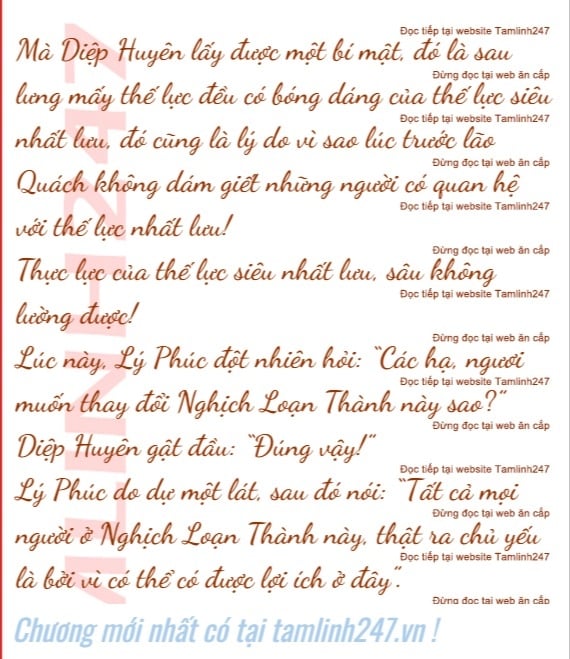 Đọc tiếp tại website Tamlinh247
Mà Diệp Huyên lấy được một bí mật, đó là sau
Đừng đọc tại web ăn cắp
lưng mấy thế lực đều có bóng dáng của thế lực siêu
Đọc tiếp tại website Tamlinh247
nhất lưu, đó cũng là lý do vì sao lúc trước lão
Đừng đọc tại web ăn cắp
Quách không dám giết những người có quan hệ
Đọc tiếp tại website Tamlinh247
với thế lực nhất lưu!
Đừng đọc tại web ăn cắp
Thực lực của thế lực siêu nhất lưu, sâu không
Đọc tiếp tại website Tamlinh247
lường được!
Đừng đọc tại web ăn cắp
Lúc này, Lý Phúc đột nhiên hỏi: “Các hạ, ngươi
Đọc tiếp tại website Tamlinh247
muốn thay đổi Nghịch Loạn Thành này sao?”
Đừng đọc tại web ăn cắp
Diệp Huyên gật đầu: “Đúng vậy!”
Đọc tiếp tại website Tamlinh247
Lý Phúc do dự một lát, sau đó nói: “Tất cả mọi
Đừng đọc tại web ăn cắp
người ở Nghịch Loạn Thành này, thật ra chủ yếu
Đọc tiếp tại website Tamlinh247
là bởi vì có thể có được lợi ích ở đây”.
Đừng đọc tại web ăn cắp
ALINH247
Chương mới nhất có tại tamlinh247.vn !